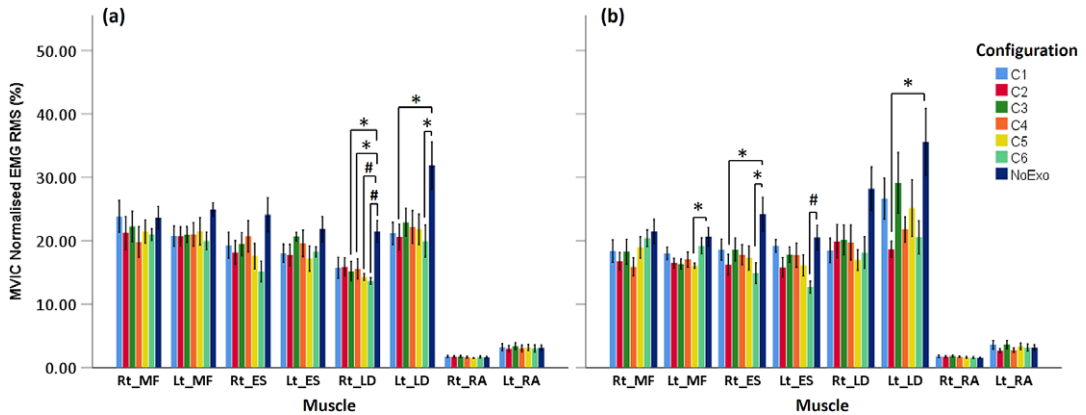 (a)
(b)
MVIC Normalised EMG RMS (%)
50.00
40.00
30.00
20.00
10.00
0.00
* * # #
* *
*
* *
#
*
Configuration
C1
C2
C3
C4
C5
C6
NoExo
Rt_MF Lt_MF Rt_ES Lt_ES Rt_LD Lt_LD Rt_RA Lt_RA
Rt_MF Lt_MF Rt_ES Lt_ES Rt_LD Lt_LD Rt_RA Lt_RA
Muscle
Muscle